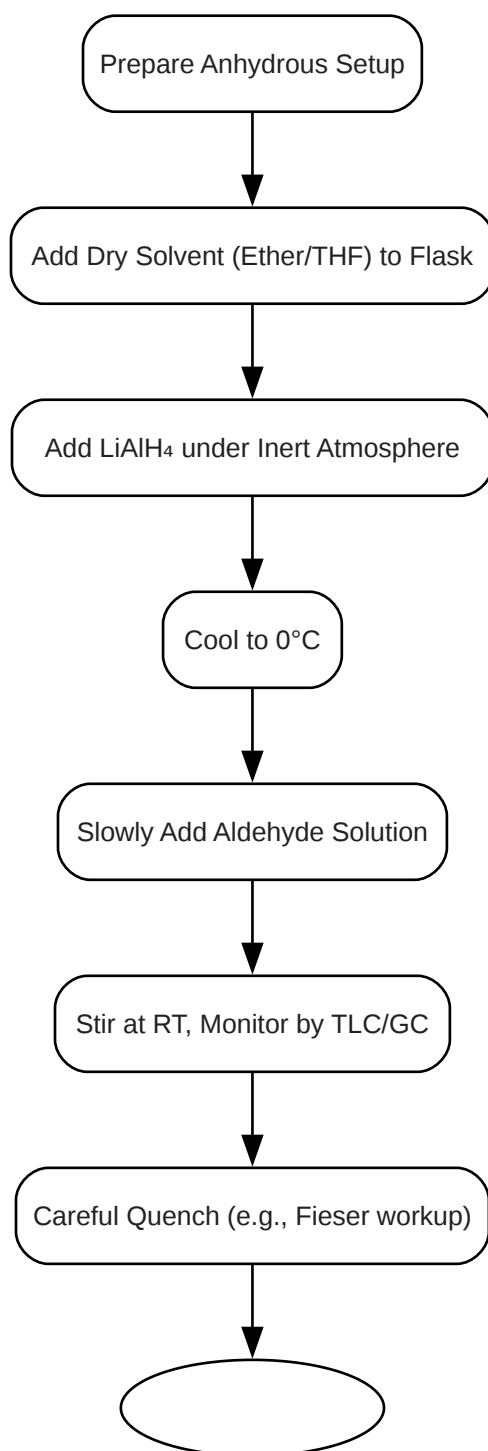 Prepare Anhydrous Setup
Add Dry Solvent (Ether/THF) to Flask
Add LiAlH₄ under Inert Atmosphere
Cool to 0°C
Slowly Add Aldehyde Solution
Stir at RT, Monitor by TLC/GC
Careful Quench (e.g., Fieser workup)